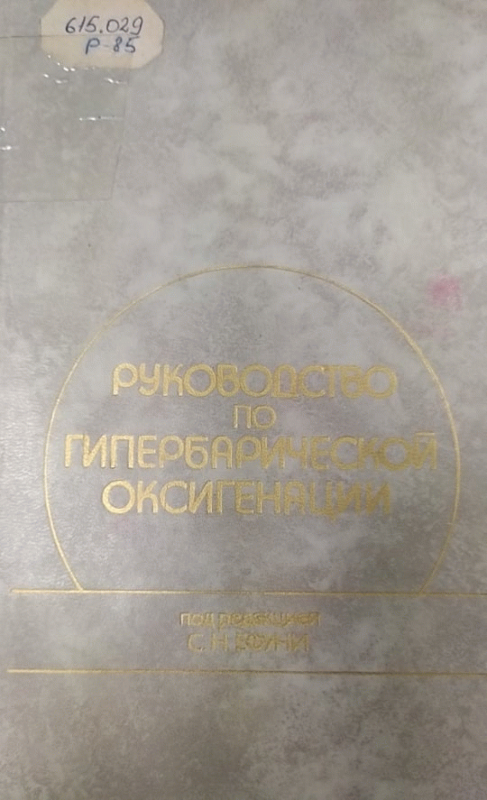 615.029
Р-85
РУКОВОДСТВО
ПО
ГИПЕРБАРИЧЕСКОЙ
ОКСИГЕНАЦИИ
под редакцией
С. Н. ЕФУНИ